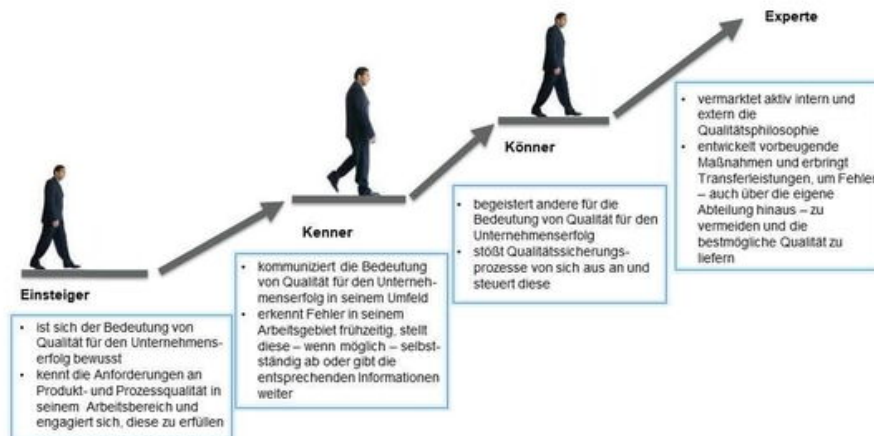 Einsteiger
• ist sich der Bedeutung von
Qualität für den Unternehmens-
erfolg bewusst
• kennt die Anforderungen an
Produkt- und Prozessqualität in
seinem Arbeitsbereich und
engagiert sich, diese zu erfüllen
Kenner
• kommuniziert die Bedeutung
von Qualität für den Unterneh-
menserfolg in seinem Umfeld
• erkennt Fehler in seinem
Arbeitsgebiet frühzeitig, stellt
diese – wenn möglich – selbst-
ständig ab oder gibt die
entsprechenden Informationen
weiter
Könner
• begeistert andere für die
Bedeutung von Qualität für den
Unternehmenserfolg
• stößt Qualitätssicherungs-
prozesse von sich aus an und
steuert diese
Experte
• vermarktet aktiv intern und
extern die
Qualitätsphilosophie
• entwickelt vorbeugende
Maßnahmen und erbringt
Transferleistungen, um Fehler
– auch über die eigene
Abteilung hinaus – zu
vermeiden und die
bestmögliche Qualität zu
liefern